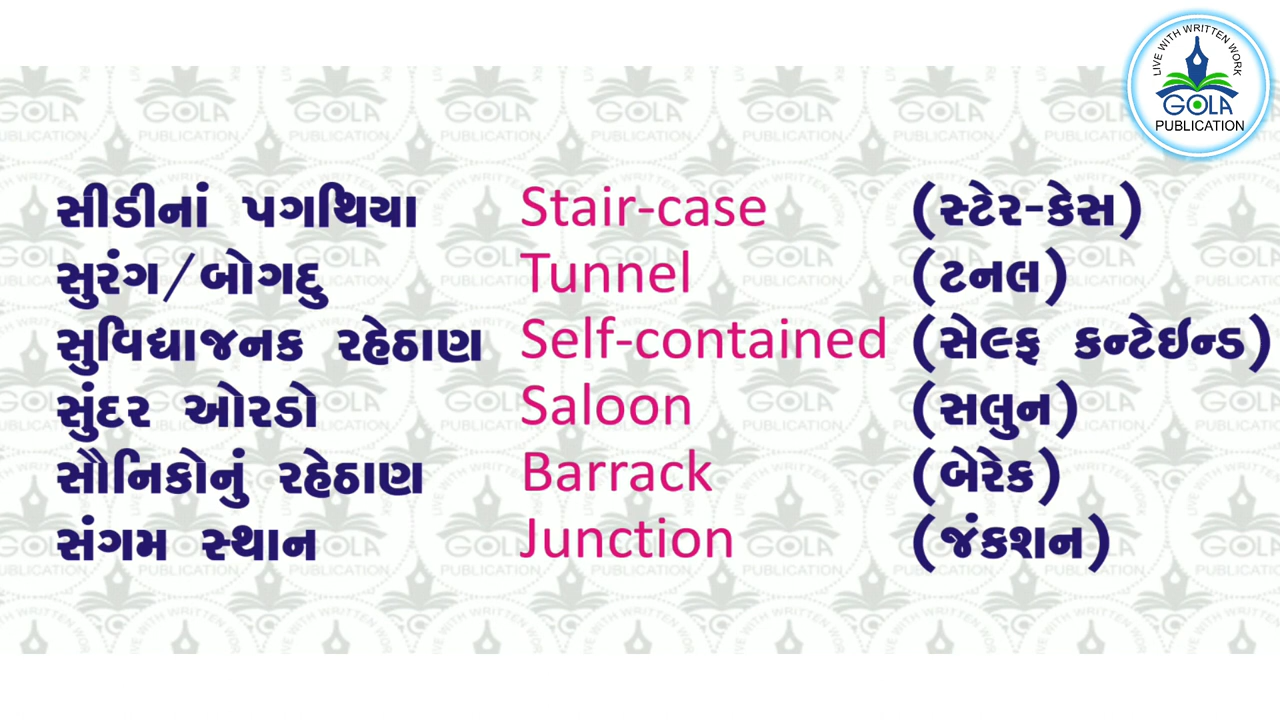 LIVE WITH WRITTEN WORK
GOLA
PUBLICATION
સીડીનાં પગથિયા Stair-case (સ્ટેર-કેસ)
સુરંગ/બોગદુ Tunnel (ટનલ)
સુવિધાજનક રહેઠાણ Self-contained (સેલ્ફ કન્ટેઇન્ડ)
સુંદર ઓરડો Saloon (સલુન)
સૌનિકોનું રહેઠાણ Barrack (બેરેક)
સંગમ સ્થાન Junction (જંકશન)